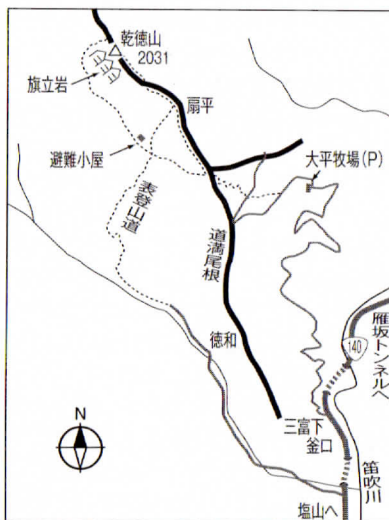 乾徳山
2031
旗立岩
扇平
避難小屋
大平牧場(P)
表登山道
道満尾根
徳和
雁坂トンネルへ
140
N
三富下
釜口
笛吹川
塩山へ